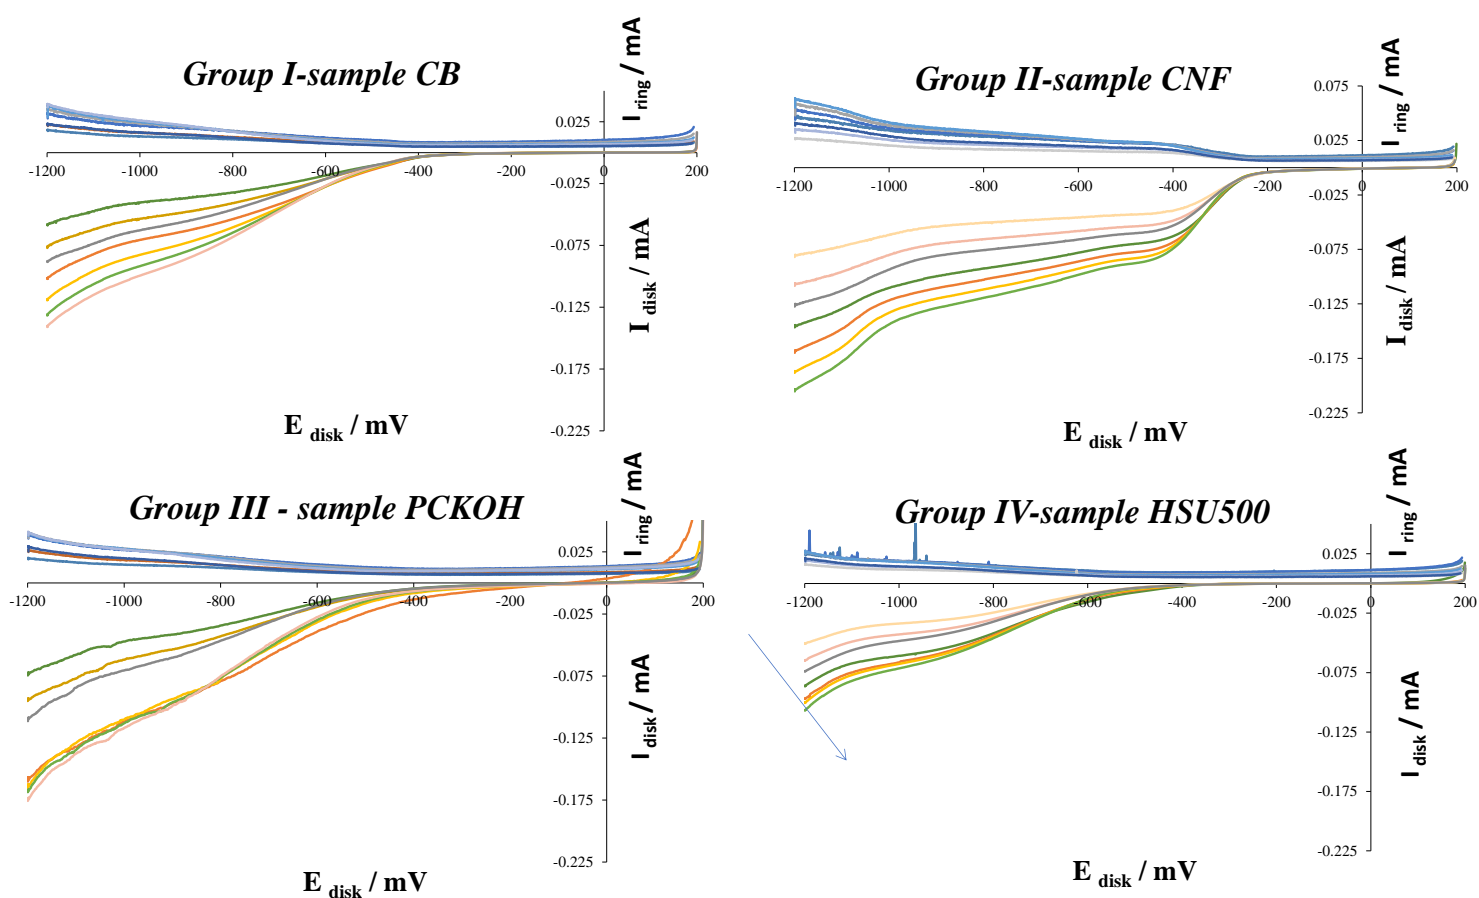 Group I-sample CB
I ring / mA
0.025
-1200 -1000 -800 -600 -400 -200 0 200
-0.025
-0.075
-0.125
-0.175
-0.225
I disk / mA
E disk / mV
Group II-sample CNF
I ring / mA
0.075
0.025
-1200 -1000 -800 -600 -400 -200 0 200
-0.025
-0.075
-0.125
-0.175
-0.225
I disk / mA
E disk / mV
Group III - sample PCKOH
I ring / mA
0.025
-1200 -1000 -800 -600 -400 -200 0 200
-0.025
-0.075
-0.125
-0.175
-0.225
I disk / mA
E disk / mV
Group IV-sample HSU500
I ring / mA
0.025
-1200 -1000 -800 -600 -400 -200 0 200
-0.025
-0.075
-0.125
-0.175
-0.225
I disk / mA
E disk / mV